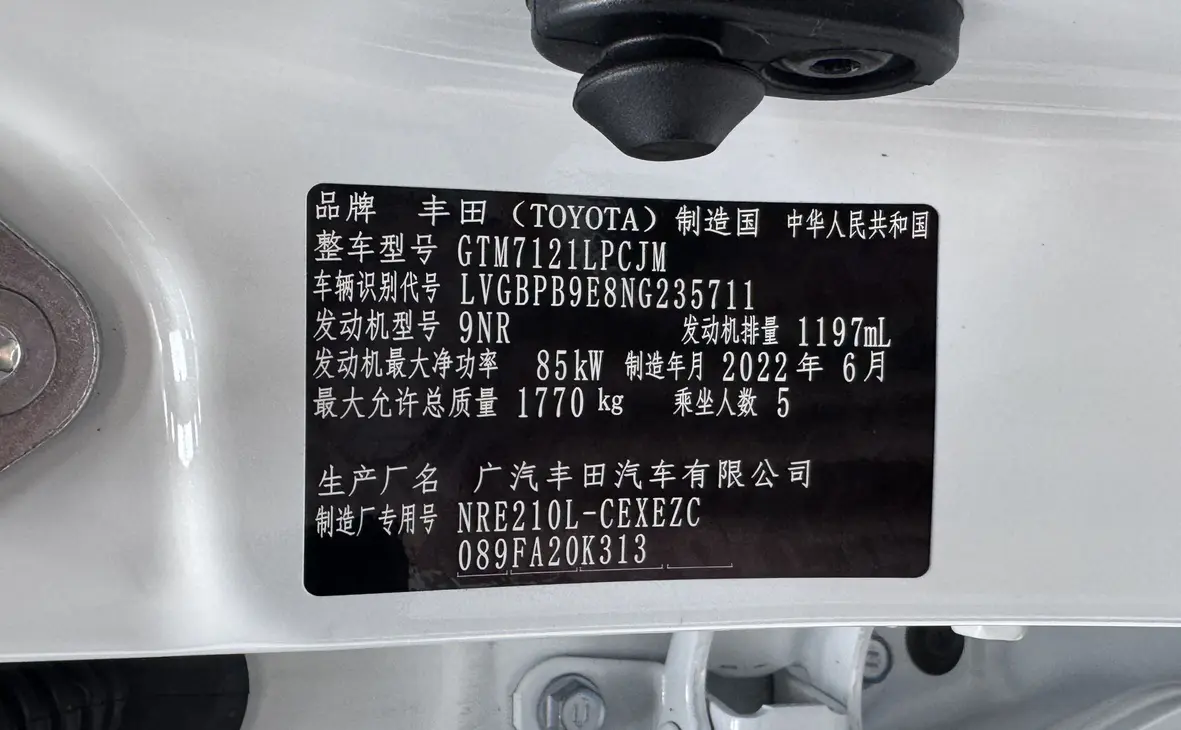 品牌 丰田（TOYOTA）制造国 中华人民共和国
整车型号 GTM7121LPCJM
车辆识别代号 LVGBPB9E8NG235711
发动机型号 9NR 发动机排量 1197mL
发动机最大净功率 85kW 制造年月 2022年 6月
最大允许总质量 1770 kg 乘坐人数 5
生产厂名 广汽丰田汽车有限公司
制造厂专用号 NRE210L-CEXEZC
089FA20K313